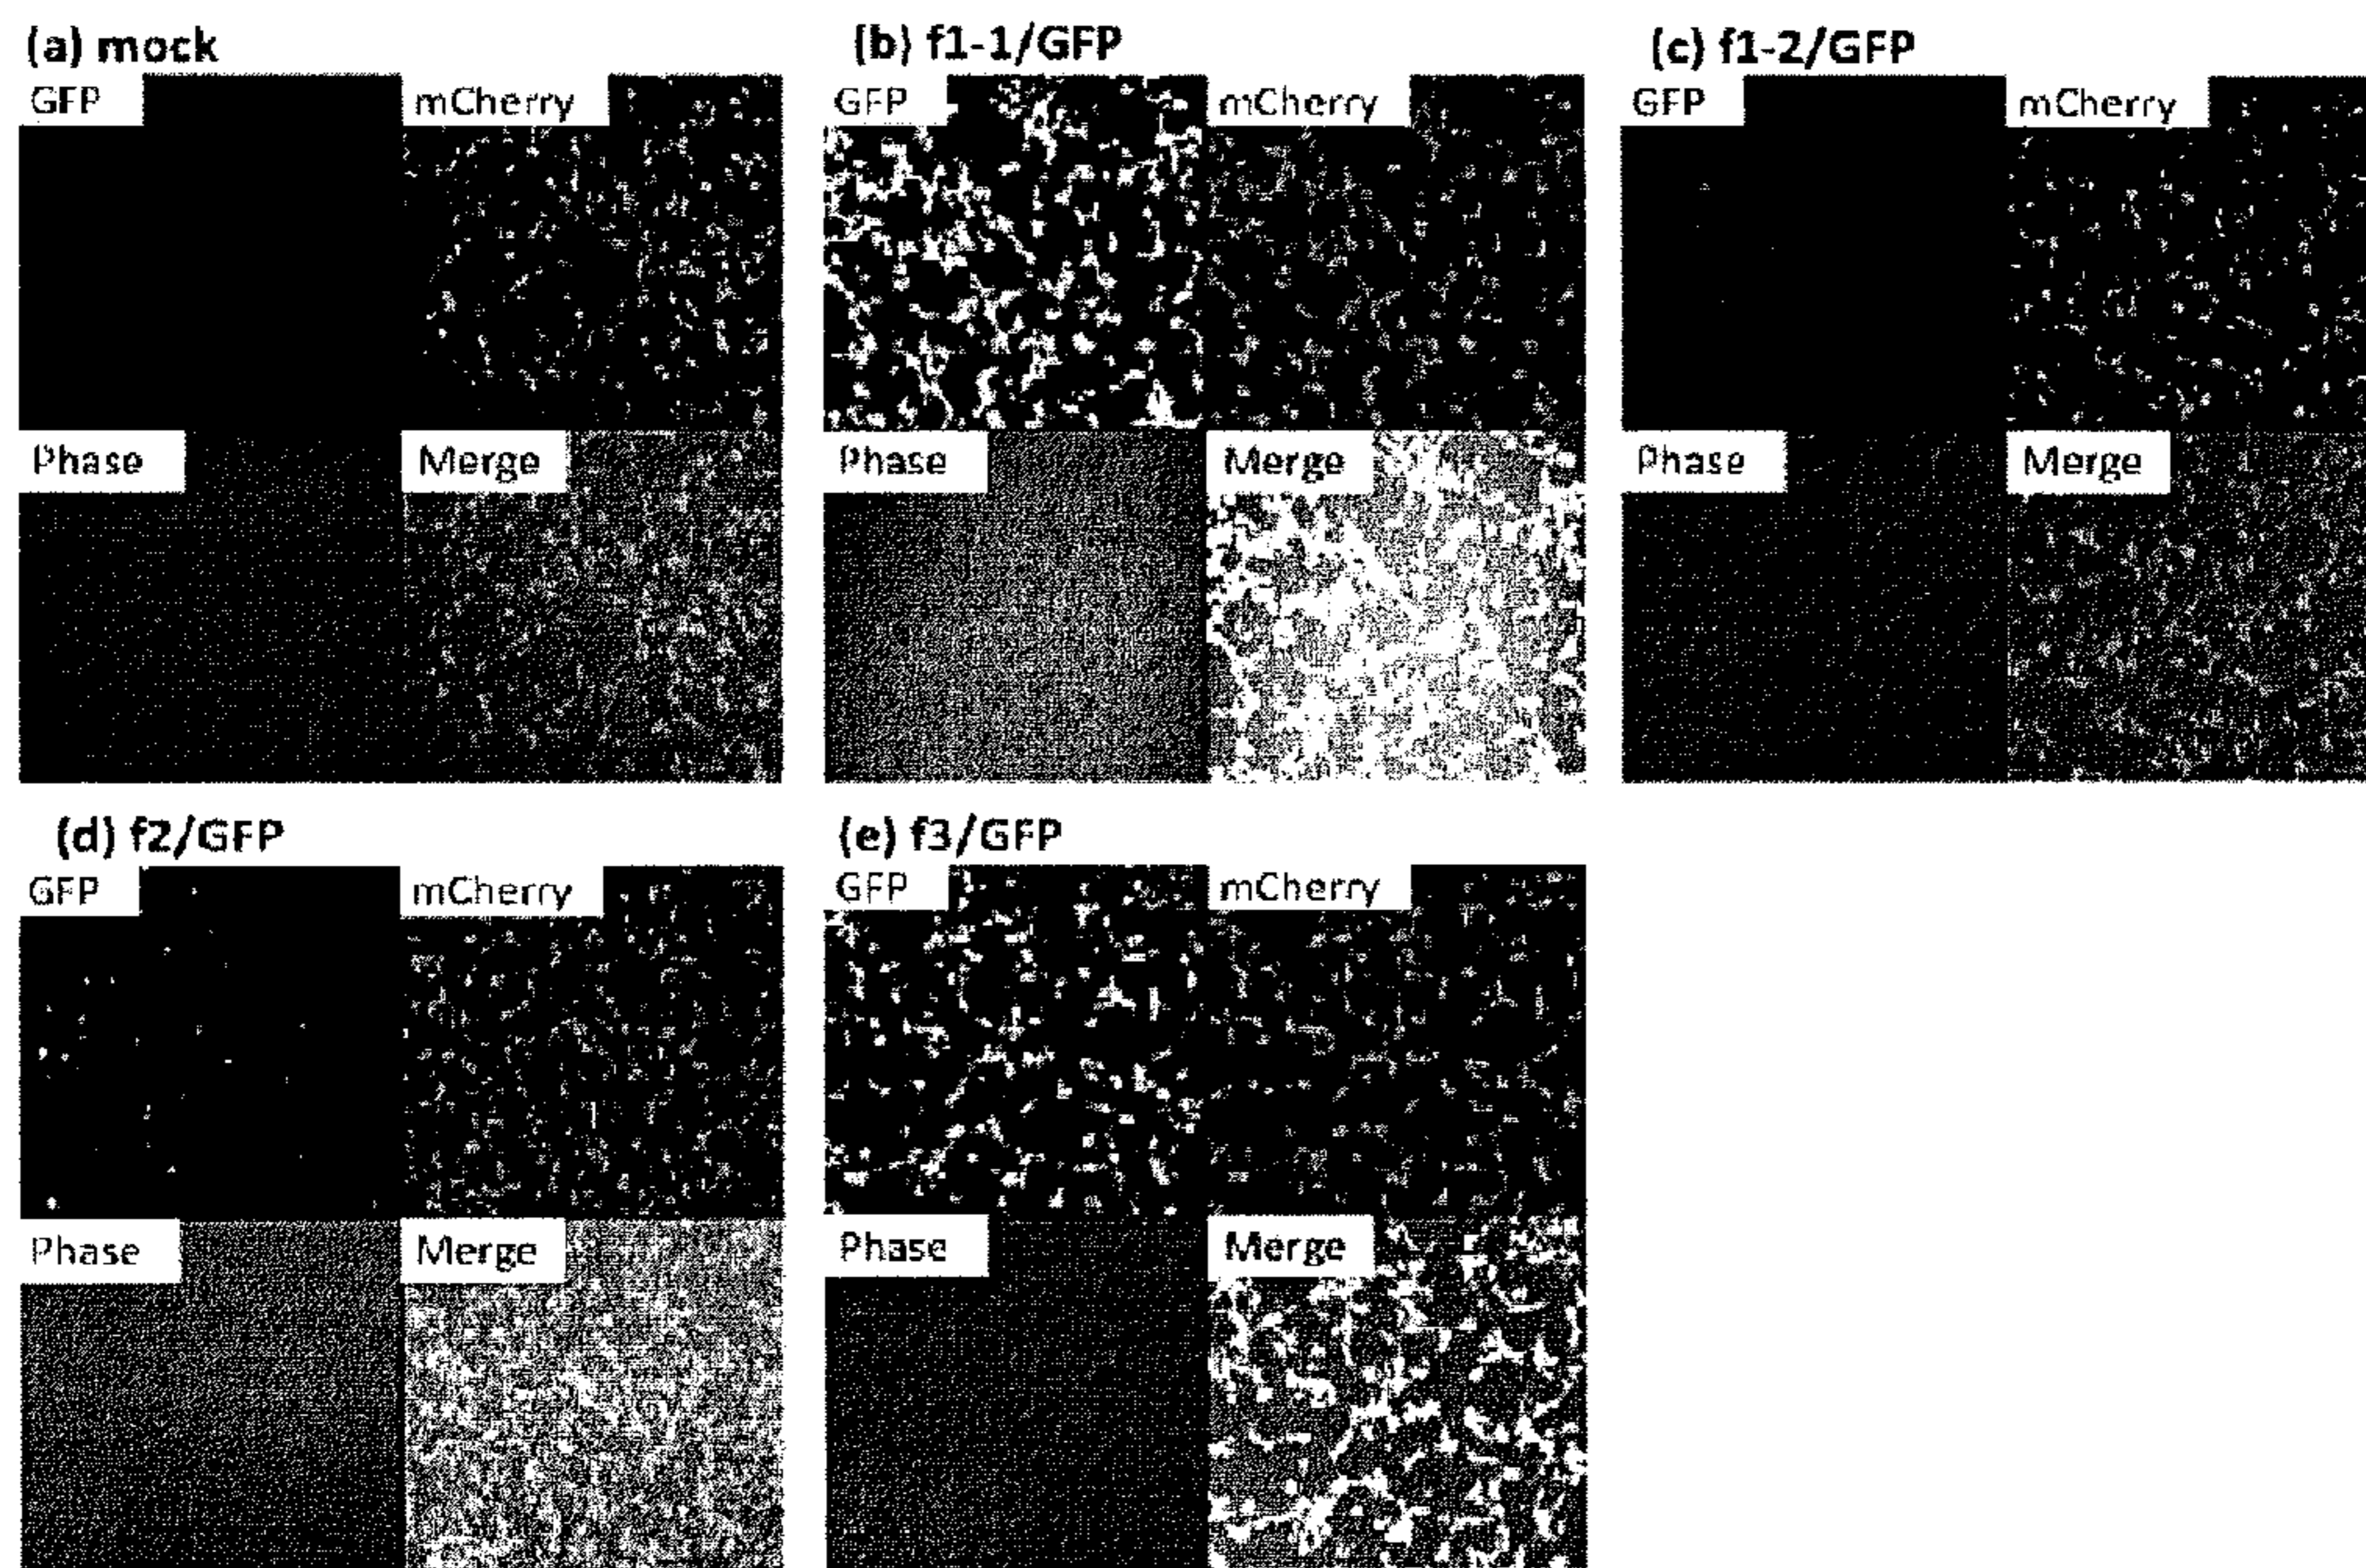 (a) mock
(b) f1-1/GFP
(c) f1-2/GFP
GFP
mCherry
GFP
mCherry
GFP
mCherry
Phase
Merge
Phase
Merge
Phase
Merge
(d) f2/GFP
(e) f3/GFP
GFP
mCherry
GFP
mCherry
Phase
Merge
Phase
Merge